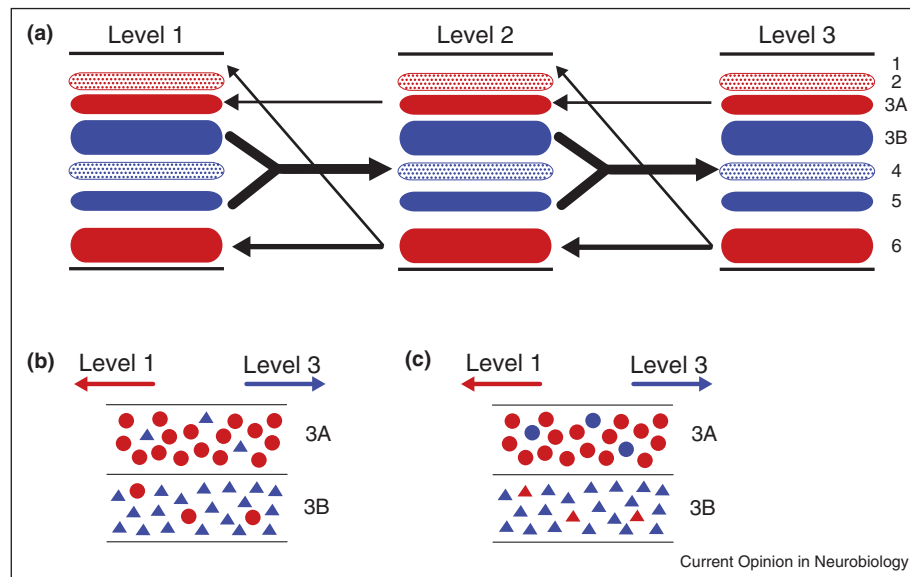 (a)
Level 1 Level 2 Level 3
1
2
3A
3B
4
5
6
(b)
Level 1 Level 3
3A
3B
(c)
Level 1 Level 3
3A
3B
Current Opinion in Neurobiology